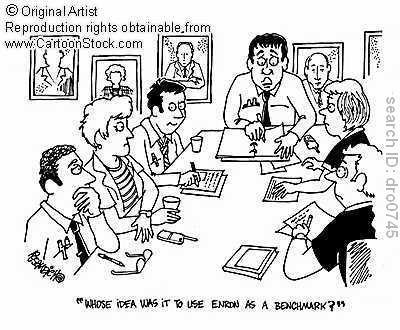 © Original Artist
Reproduction rights obtainable from
www.CartoonStock.com
search ID: dro0745
"WHOSE IDEA WAS IT TO USE ENRON AS A BENCHMARK?"